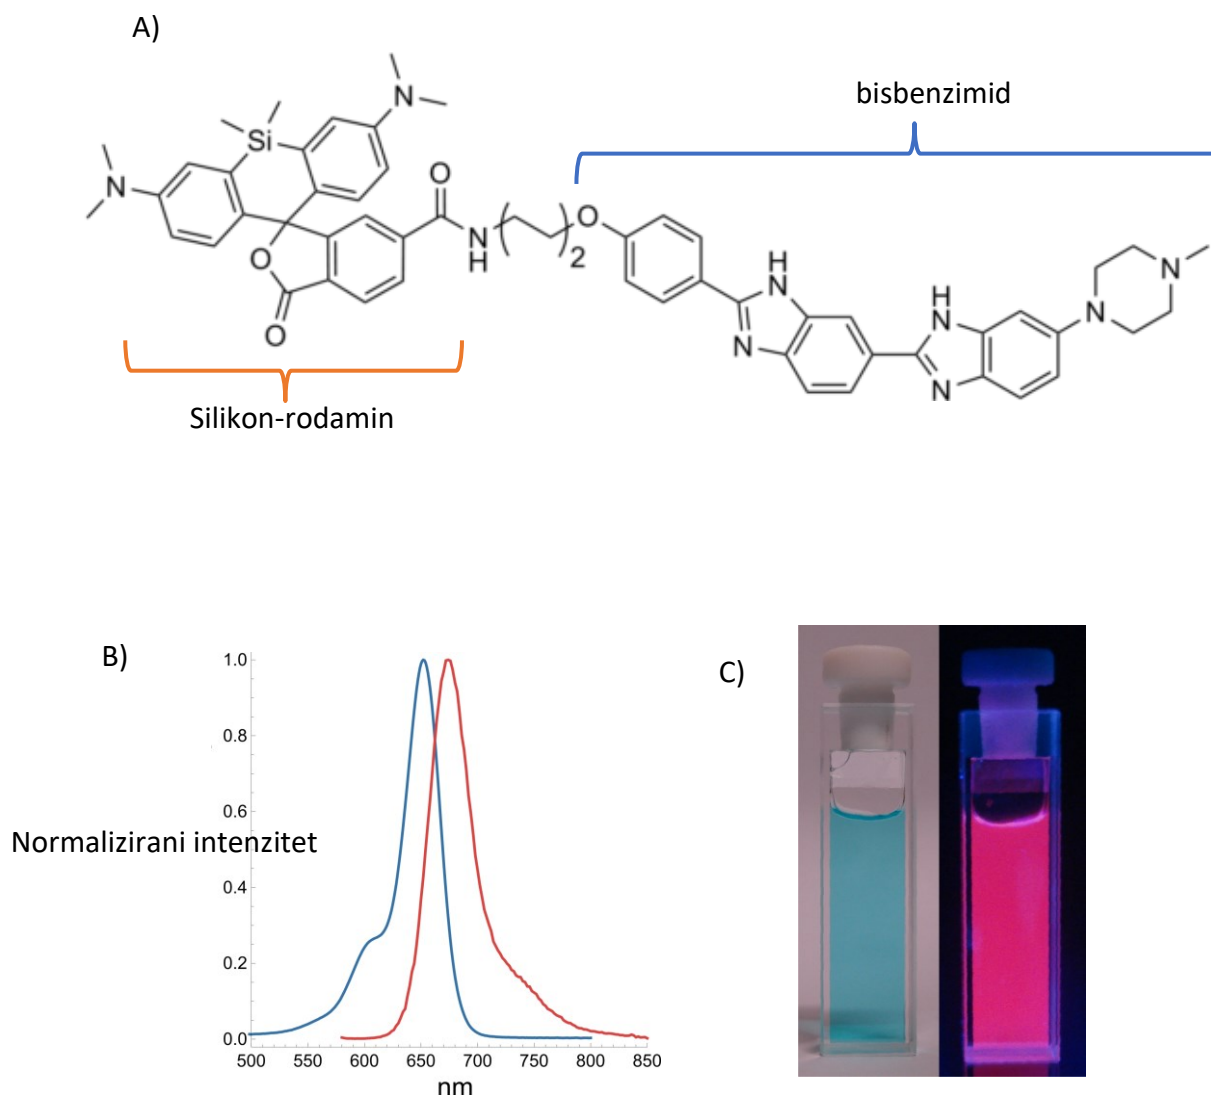 A)
bisbenzimid
N
Si
N
O
N
H
2
O
O
O
H
N
N
H
N
N
N
N
Silikon-rodamin
B)
C)
1.0
0.8
0.6
Normalizirani intenzitet
0.4
0.2
0.0
500 550 600 650 700 750 800 850
nm